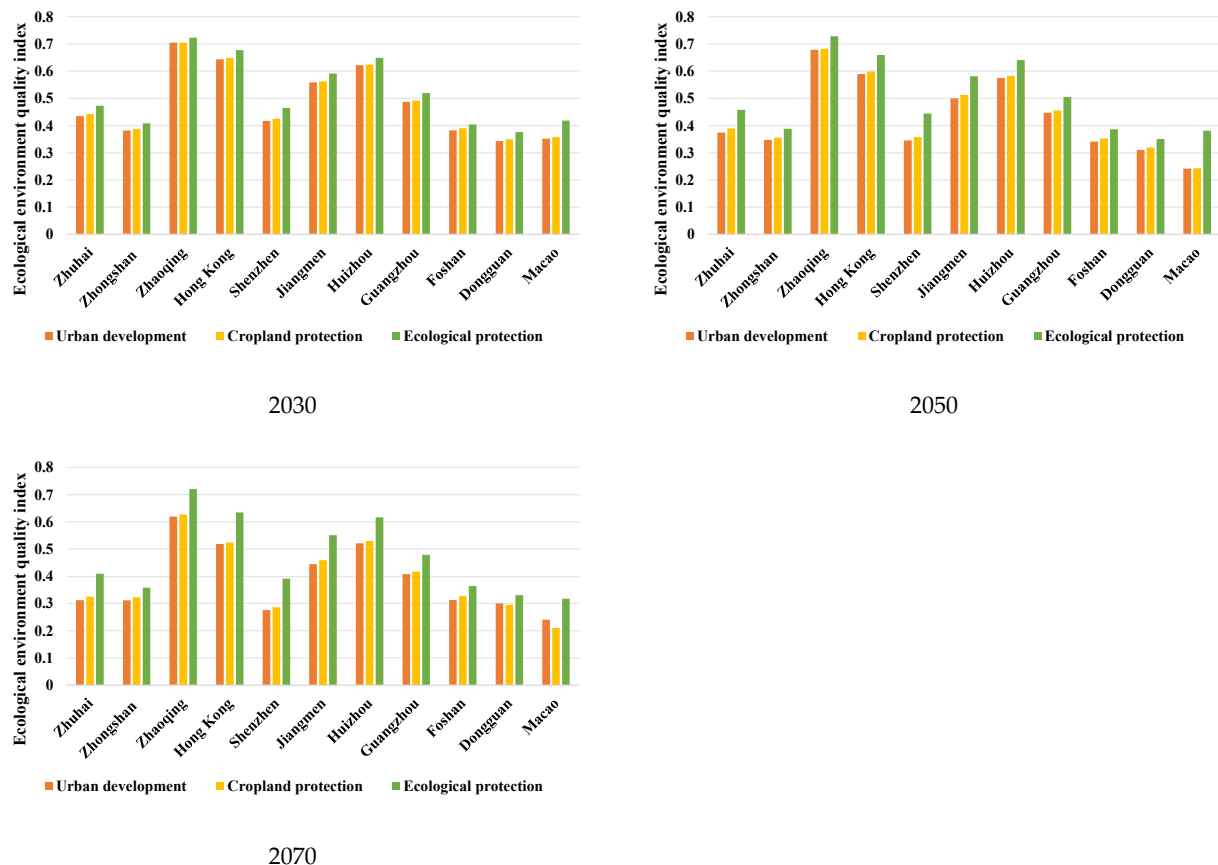 Ecological environment quality index
0.8
0.7
0.6
0.5
0.4
0.3
0.2
0.1
0
Zhuhai
Zhongshan
Zhaoqing
Hong Kong
Shenzhen
Jiangmen
Huizhou
Guangzhou
Foshan
Dongguan
Macao
Urban development Cropland protection Ecological protection
2030
Ecological environment quality index
0.8
0.7
0.6
0.5
0.4
0.3
0.2
0.1
0
Zhuhai
Zhongshan
Zhaoqing
Hong Kong
Shenzhen
Jiangmen
Huizhou
Guangzhou
Foshan
Dongguan
Macao
Urban development Cropland protection Ecological protection
2050
Ecological environment quality index
0.8
0.7
0.6
0.5
0.4
0.3
0.2
0.1
0
Zhuhai
Zhongshan
Zhaoqing
Hong Kong
Shenzhen
Jiangmen
Huizhou
Guangzhou
Foshan
Dongguan
Macao
Urban development Cropland protection Ecological protection
2070